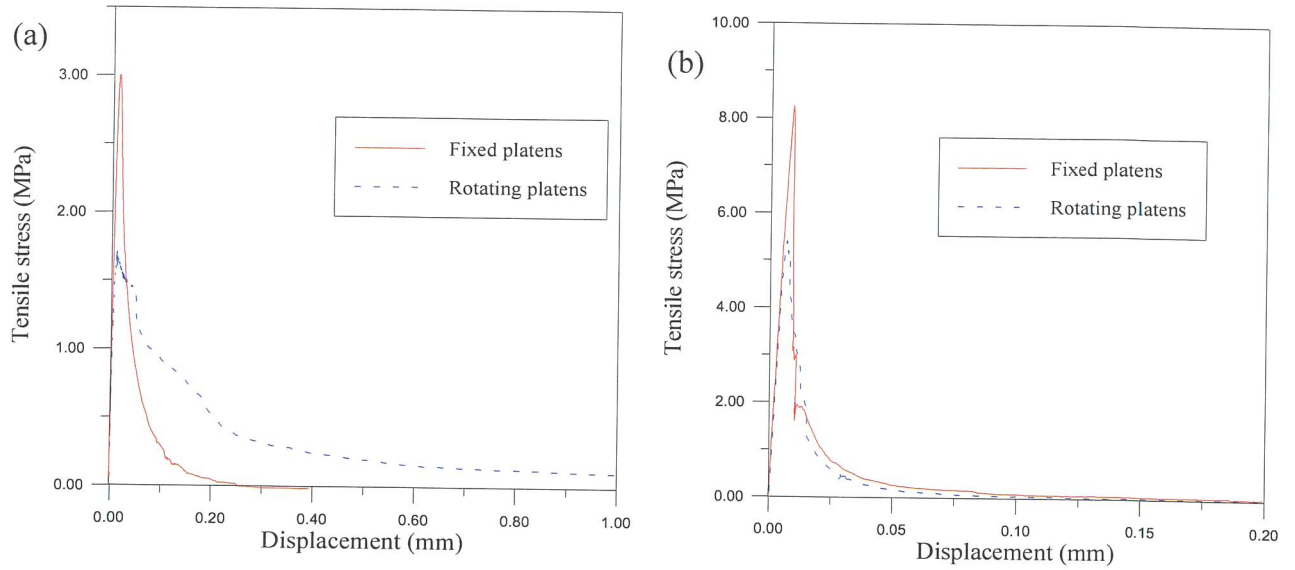 (a)
3.00
2.00
1.00
0.00
Tensile stress (MPa)
Fixed platens
Rotating platens
0.00 0.20 0.40 0.60 0.80 1.00
Displacement (mm)
(b)
10.00
8.00
6.00
4.00
2.00
0.00
Tensile stress (MPa)
Fixed platens
Rotating platens
0.00 0.05 0.10 0.15 0.20
Displacement (mm)